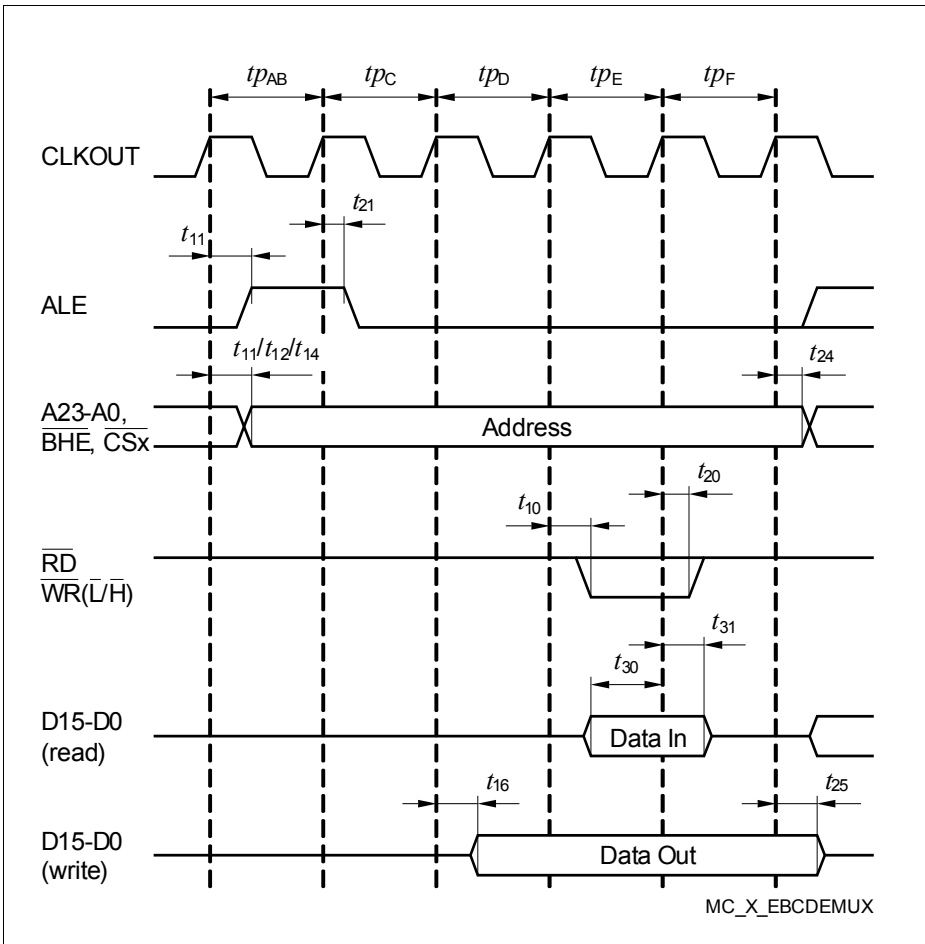 tpAB tpC tpD tpE tpF
CLKOUT
t21
t11
ALE
t11/t12/t14
t24
A23-A0,
BHE, CSx
Address
t20
t10
RD
WR(L/H)
t31
t30
D15-D0
(read)
Data In
t16
t25
D15-D0
(write)
Data Out
MC_X_EBCDEMUX